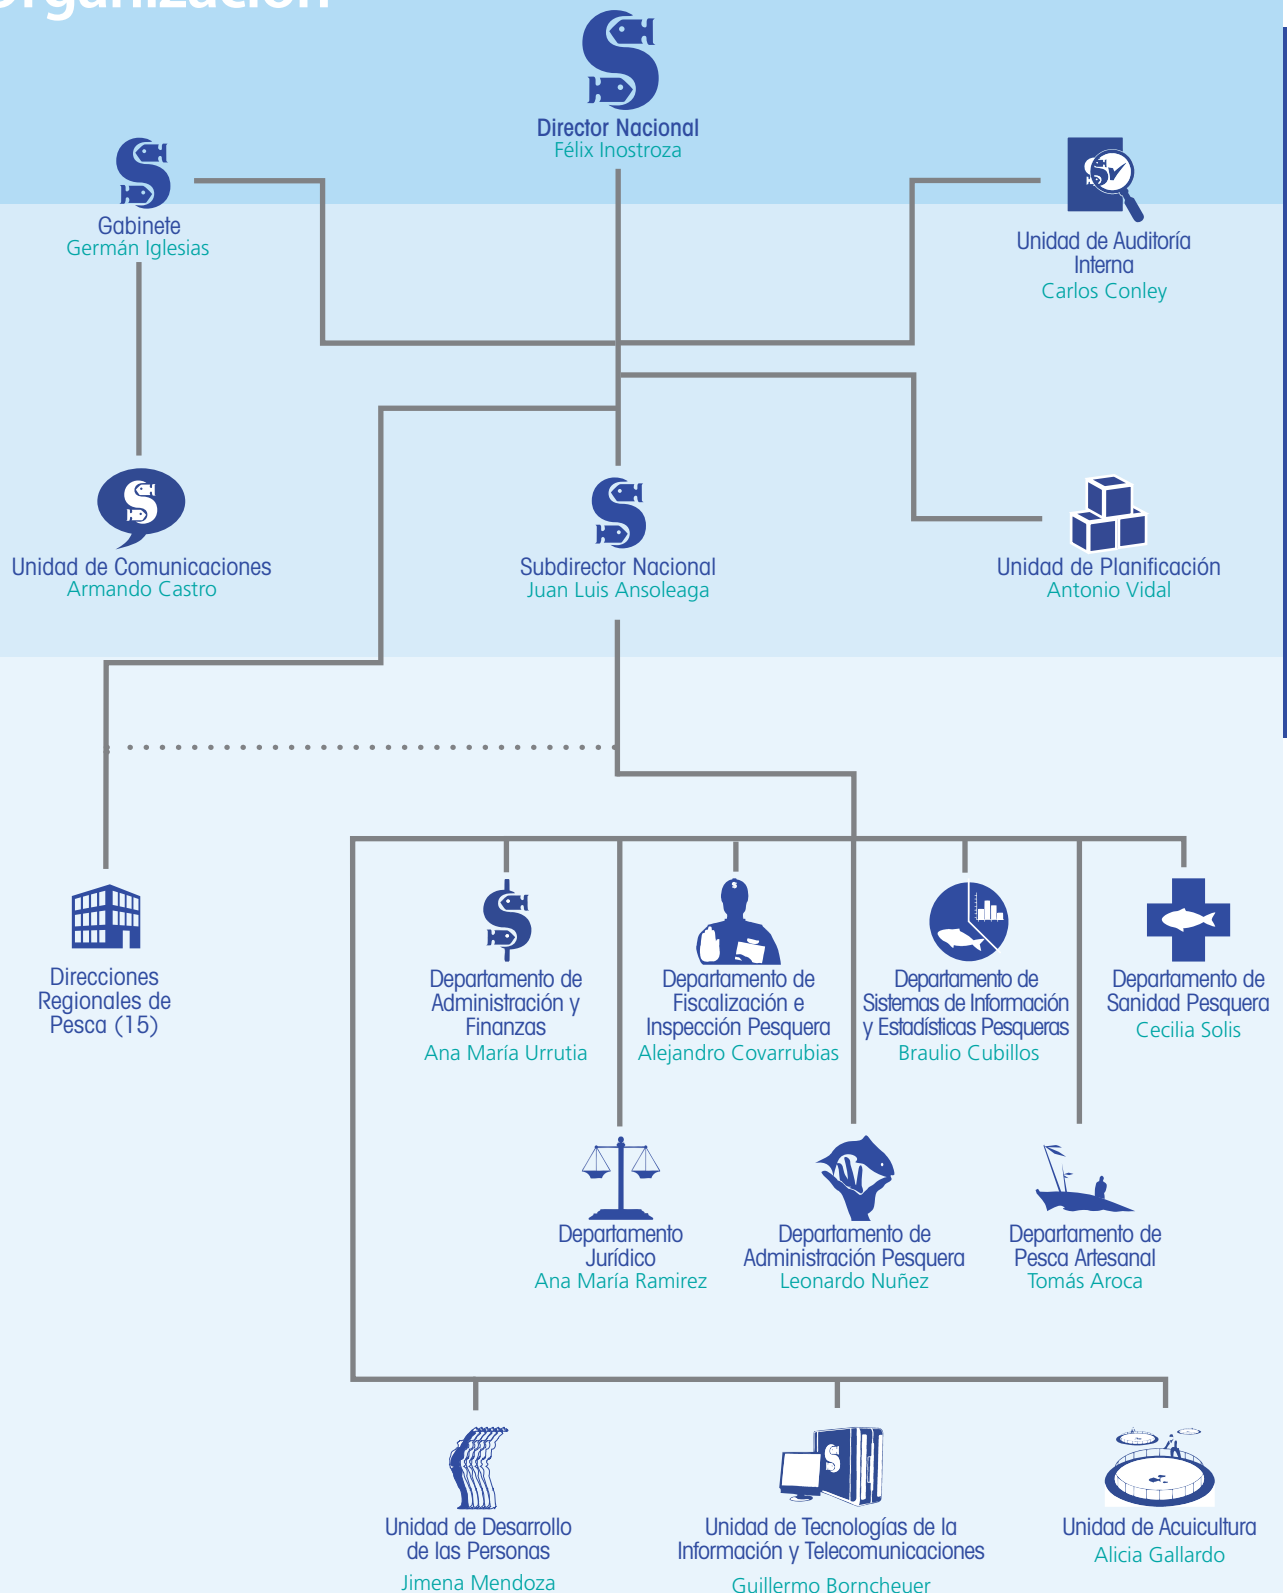 Organización
Director Nacional
Félix Inostroza
Gabinete
Germán Iglesias
Unidad de Auditoría
Interna
Carlos Conley
Unidad de Comunicaciones
Armando Castro
Subdirector Nacional
Juan Luis Ansoleaga
Unidad de Planificación
Antonio Vidal
Direcciones
Regionales de
Pesca (15)
Departamento de
Administración y
Finanzas
Ana María Urrutia
Departamento de
Fiscalización e
Inspección Pesquera
Alejandro Covarrubias
Departamento de
Sistemas de Información
y Estadísticas Pesqueras
Braulio Cubillos
Departamento de
Sanidad Pesquera
Cecilia Solis
Departamento
Jurídico
Ana María Ramirez
Departamento de
Administración Pesquera
Leonardo Nuñez
Departamento de
Pesca Artesanal
Tomás Aroca
Unidad de Desarrollo
de las Personas
Jimena Mendoza
Unidad de Tecnologías de la
Información y Telecomunicaciones
Guillermo Borncheuer
Unidad de Acuicultura
Alicia Gallardo